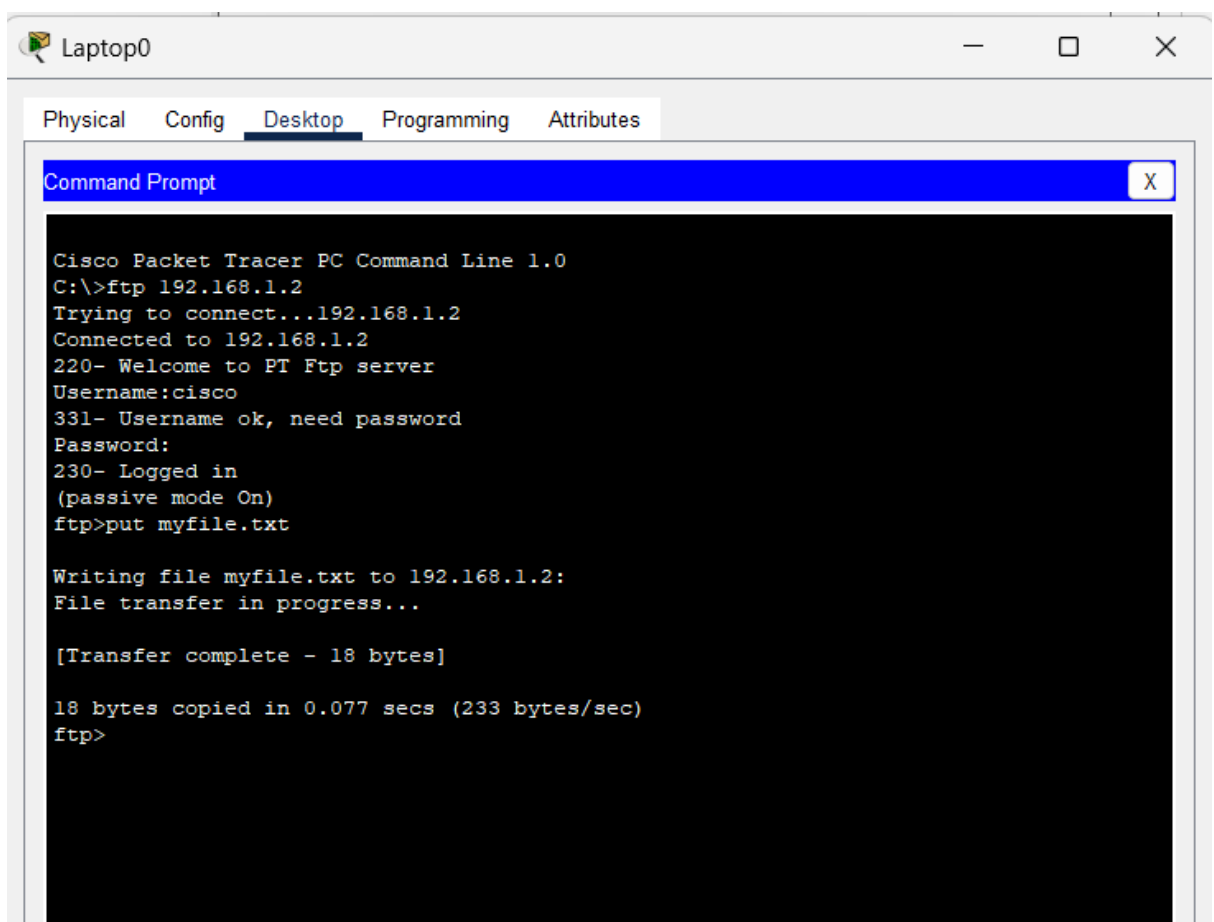 Laptop0
Physical Config Desktop Programming Attributes
Command Prompt X
Cisco Packet Tracer PC Command Line 1.0
C:\>ftp 192.168.1.2
Trying to connect...192.168.1.2
Connected to 192.168.1.2
220- Welcome to PT Ftp server
Username:cisco
331- Username ok, need password
Password:
230- Logged in
(passive mode On)
ftp>put myfile.txt
Writing file myfile.txt to 192.168.1.2:
File transfer in progress...
[Transfer complete - 18 bytes]
18 bytes copied in 0.077 secs (233 bytes/sec)
ftp>